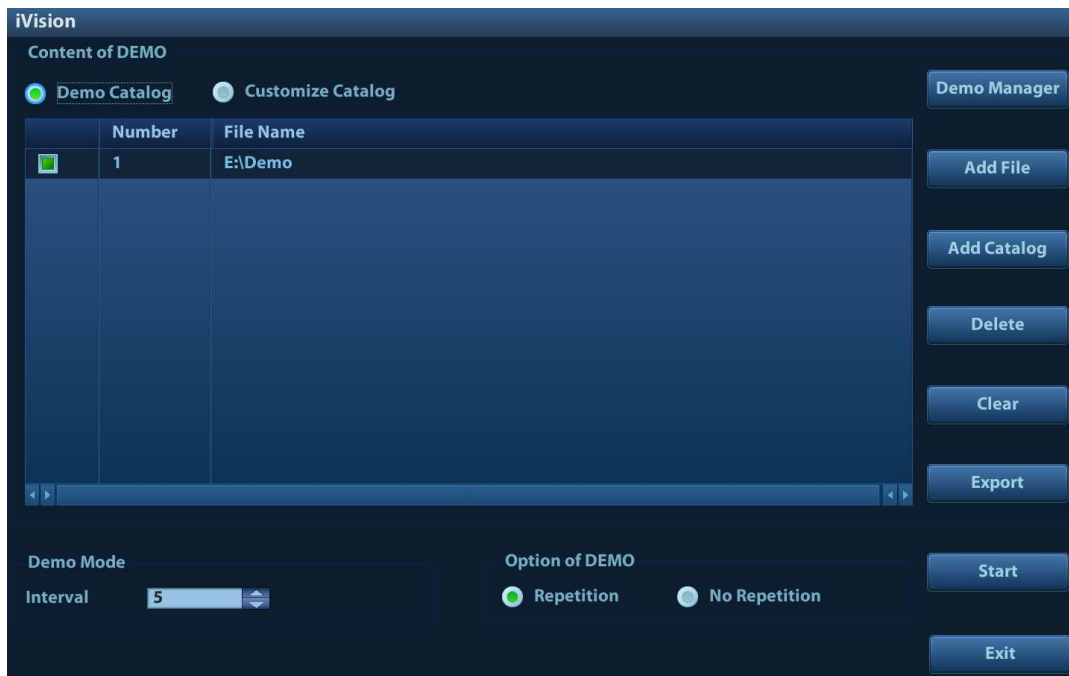 iVision
Content of DEMO
Demo Catalog Customize Catalog
Demo Manager
Number File Name
1 E:\Demo
Add File
Add Catalog
Delete
Clear
Export
Demo Mode
Interval 5
Option of DEMO
Repetition No Repetition
Start
Exit